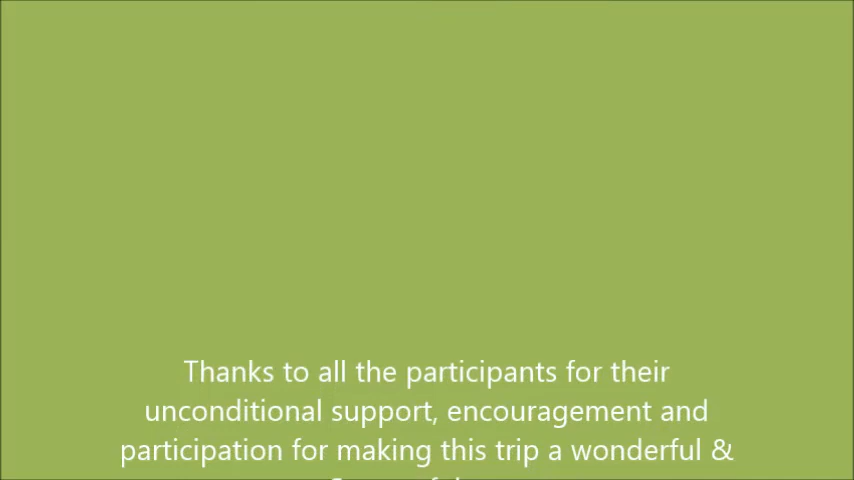 Thanks to all the participants for their
unconditional support, encouragement and
participation for making this trip a wonderful &